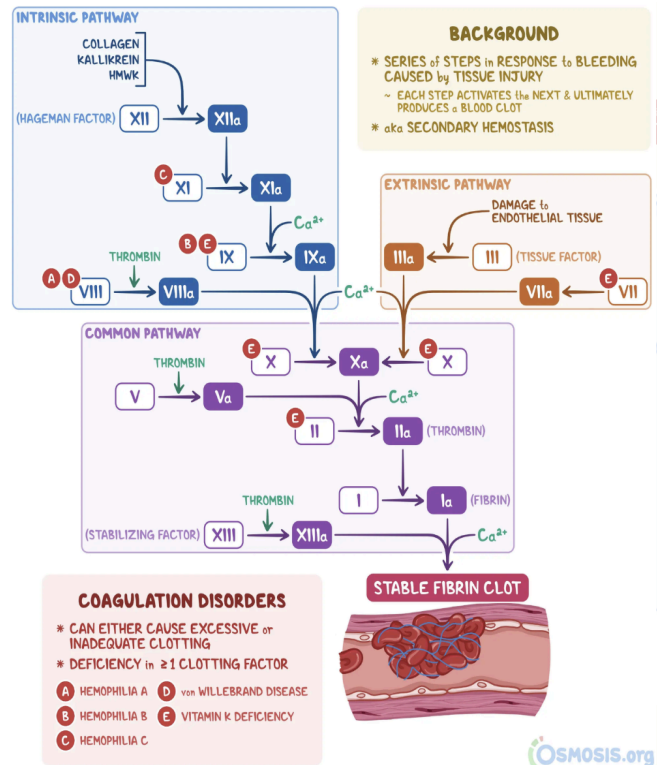 INTRINSIC PATHWAY
COLLAGEN
KALLIKREIN
HMWK
(HAGEMAN FACTOR) XII XIIa
C XI XIa
Ca²⁺
B E IX IXa
THROMBIN
A D VIII VIIIa
Ca²⁺
BACKGROUND
* SERIES of STEPS in RESPONSE to BLEEDING
CAUSED by TISSUE INJURY
~ EACH STEP ACTIVATES the NEXT & ULTIMATELY
PRODUCES a BLOOD CLOT
* aka SECONDARY HEMOSTASIS
EXTRINSIC PATHWAY
DAMAGE to
ENDOTHELIAL TISSUE
IIIa III (TISSUE FACTOR)
VIIa E VII
COMMON PATHWAY
E X Xa E X
THROMBIN
V Va Ca²⁺
E II IIa (THROMBIN)
I Ia (FIBRIN)
THROMBIN
(STABILIZING FACTOR) XIII XIIIa Ca²⁺
STABLE FIBRIN CLOT
COAGULATION DISORDERS
* CAN EITHER CAUSE EXCESSIVE or
INADEQUATE CLOTTING
* DEFICIENCY in ≥1 CLOTTING FACTOR
A HEMOPHILIA A D von WILLEBRAND DISEASE
B HEMOPHILIA B E VITAMIN K DEFICIENCY
C HEMOPHILIA C
OSMOSIS.org